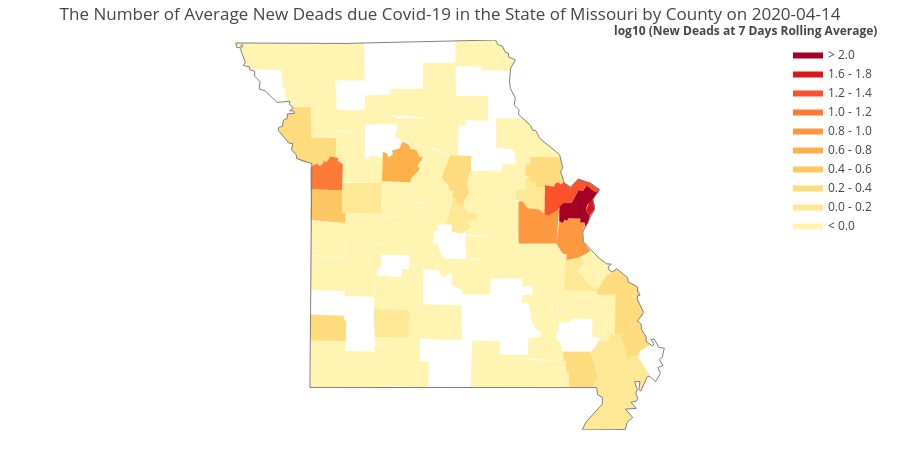 The Number of Average New Deads due Covid-19 in the State of Missouri by County on 2020-04-14
log10 (New Deads at 7 Days Rolling Average)
> 2.0
1.6 - 1.8
1.2 - 1.4
1.0 - 1.2
0.8 - 1.0
0.6 - 0.8
0.4 - 0.6
0.2 - 0.4
0.0 - 0.2
< 0.0